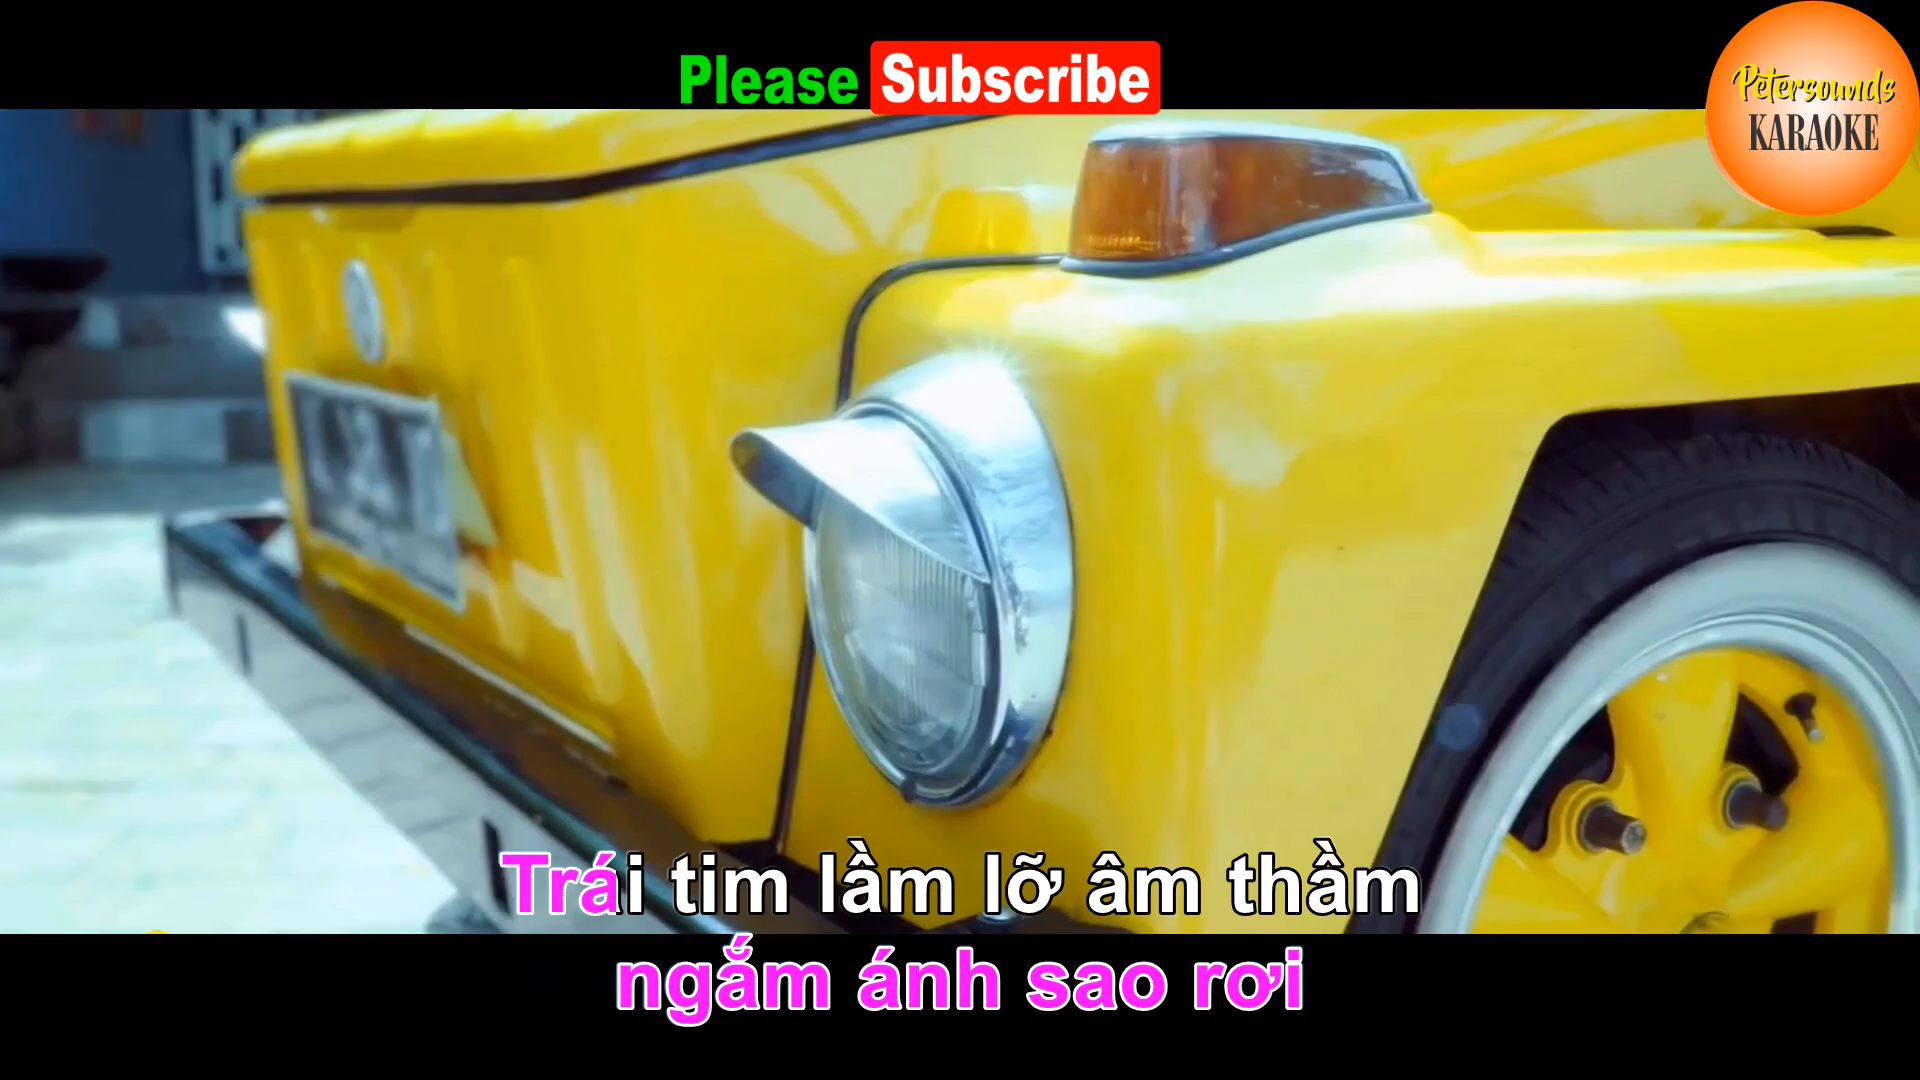 Please Subscribe
Petersounds
KARAOKE
Trái tim lầm lỡ âm thầm
ngắm ánh sao rơi